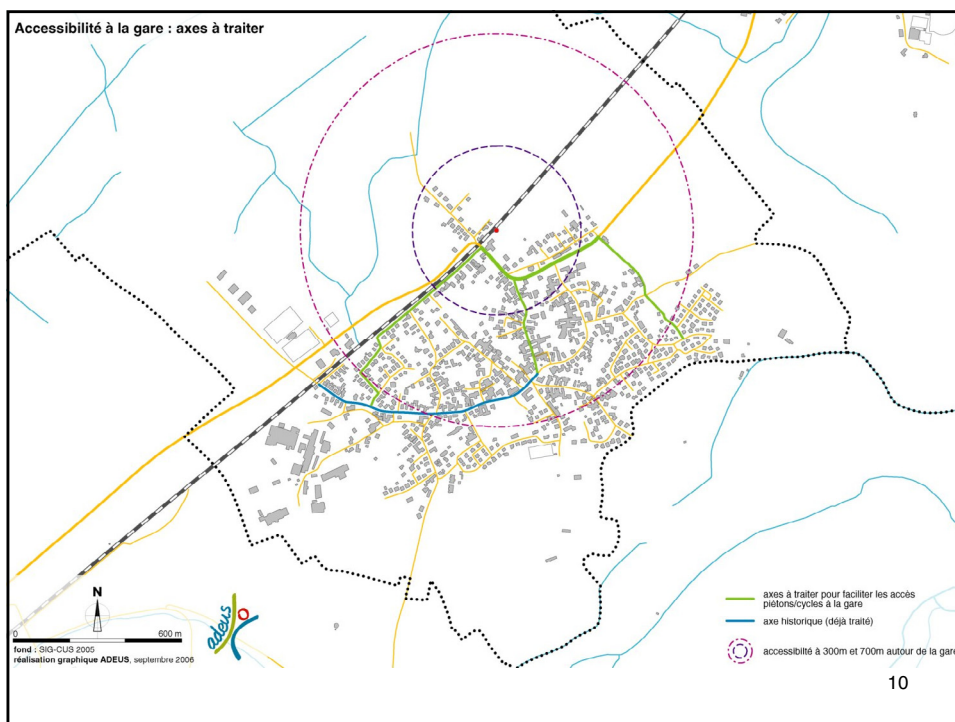 Accessibilité à la gare : axes à traiter
N
0 600 m
fond : SIG-CUS 2005
réalisation graphique ADEUS, septembre 2006
adeus
axes à traiter pour faciliter les accès
piétons/cycles à la gare
axe historique (déjà traité)
accessibilté à 300m et 700m autour de la gare
10